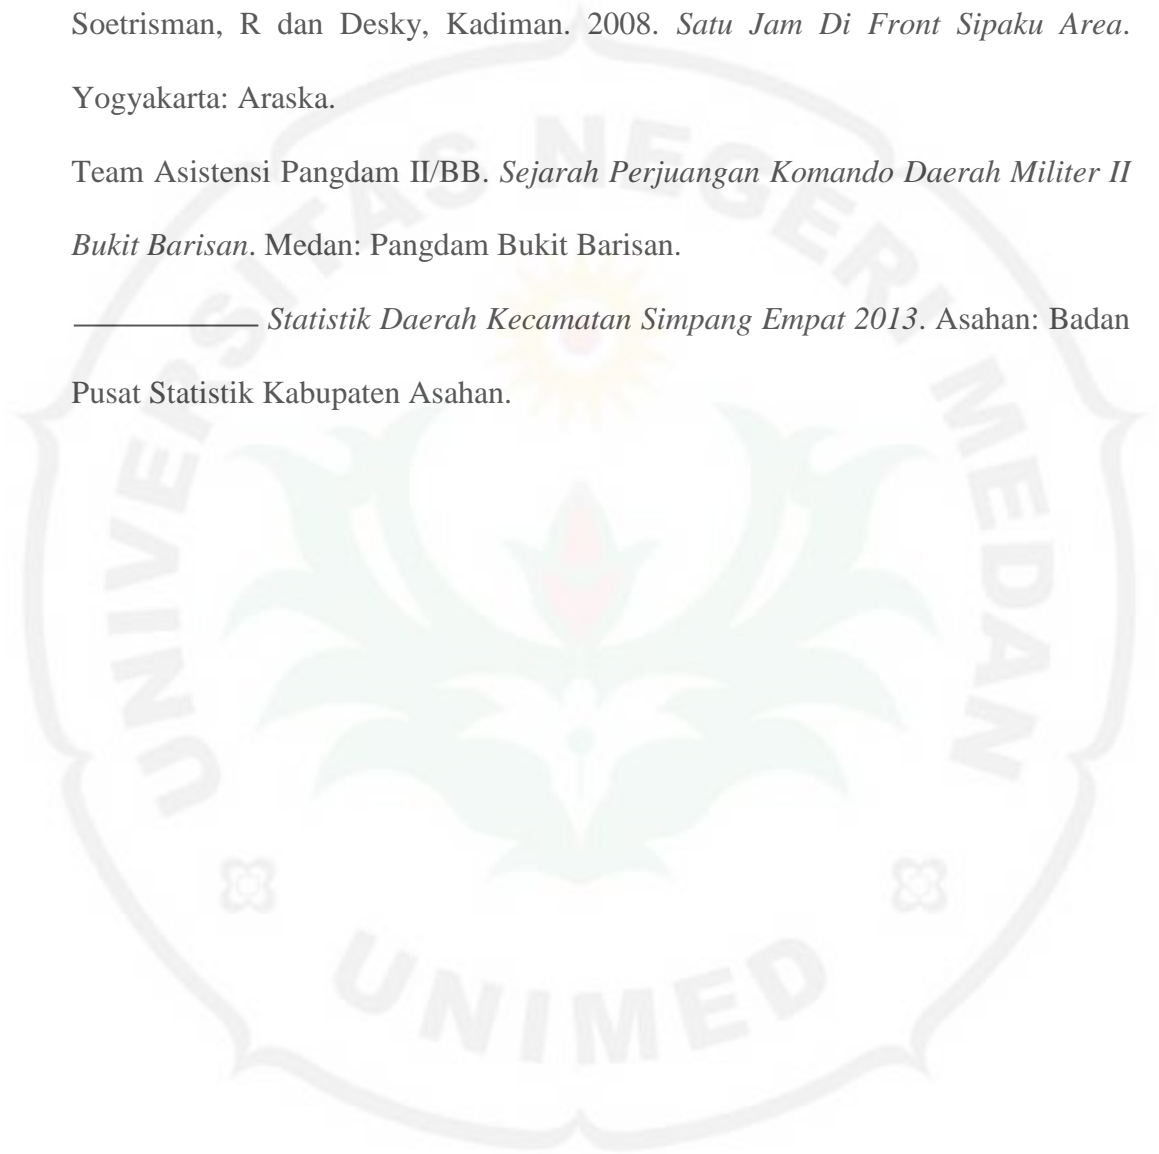 Soetrisman, R dan Desky, Kadiman. 2008. Satu Jam Di Front Sipaku Area.
Yogyakarta: Araska.
Team Asistensi Pangdam II/BB. Sejarah Perjuangan Komando Daerah Militer II
Bukit Barisan. Medan: Pangdam Bukit Barisan.
Statistik Daerah Kecamatan Simpang Empat 2013. Asahan: Badan
Pusat Statistik Kabupaten Asahan.
UNIVERSITAS NEGERI MEDAN
UNIMED